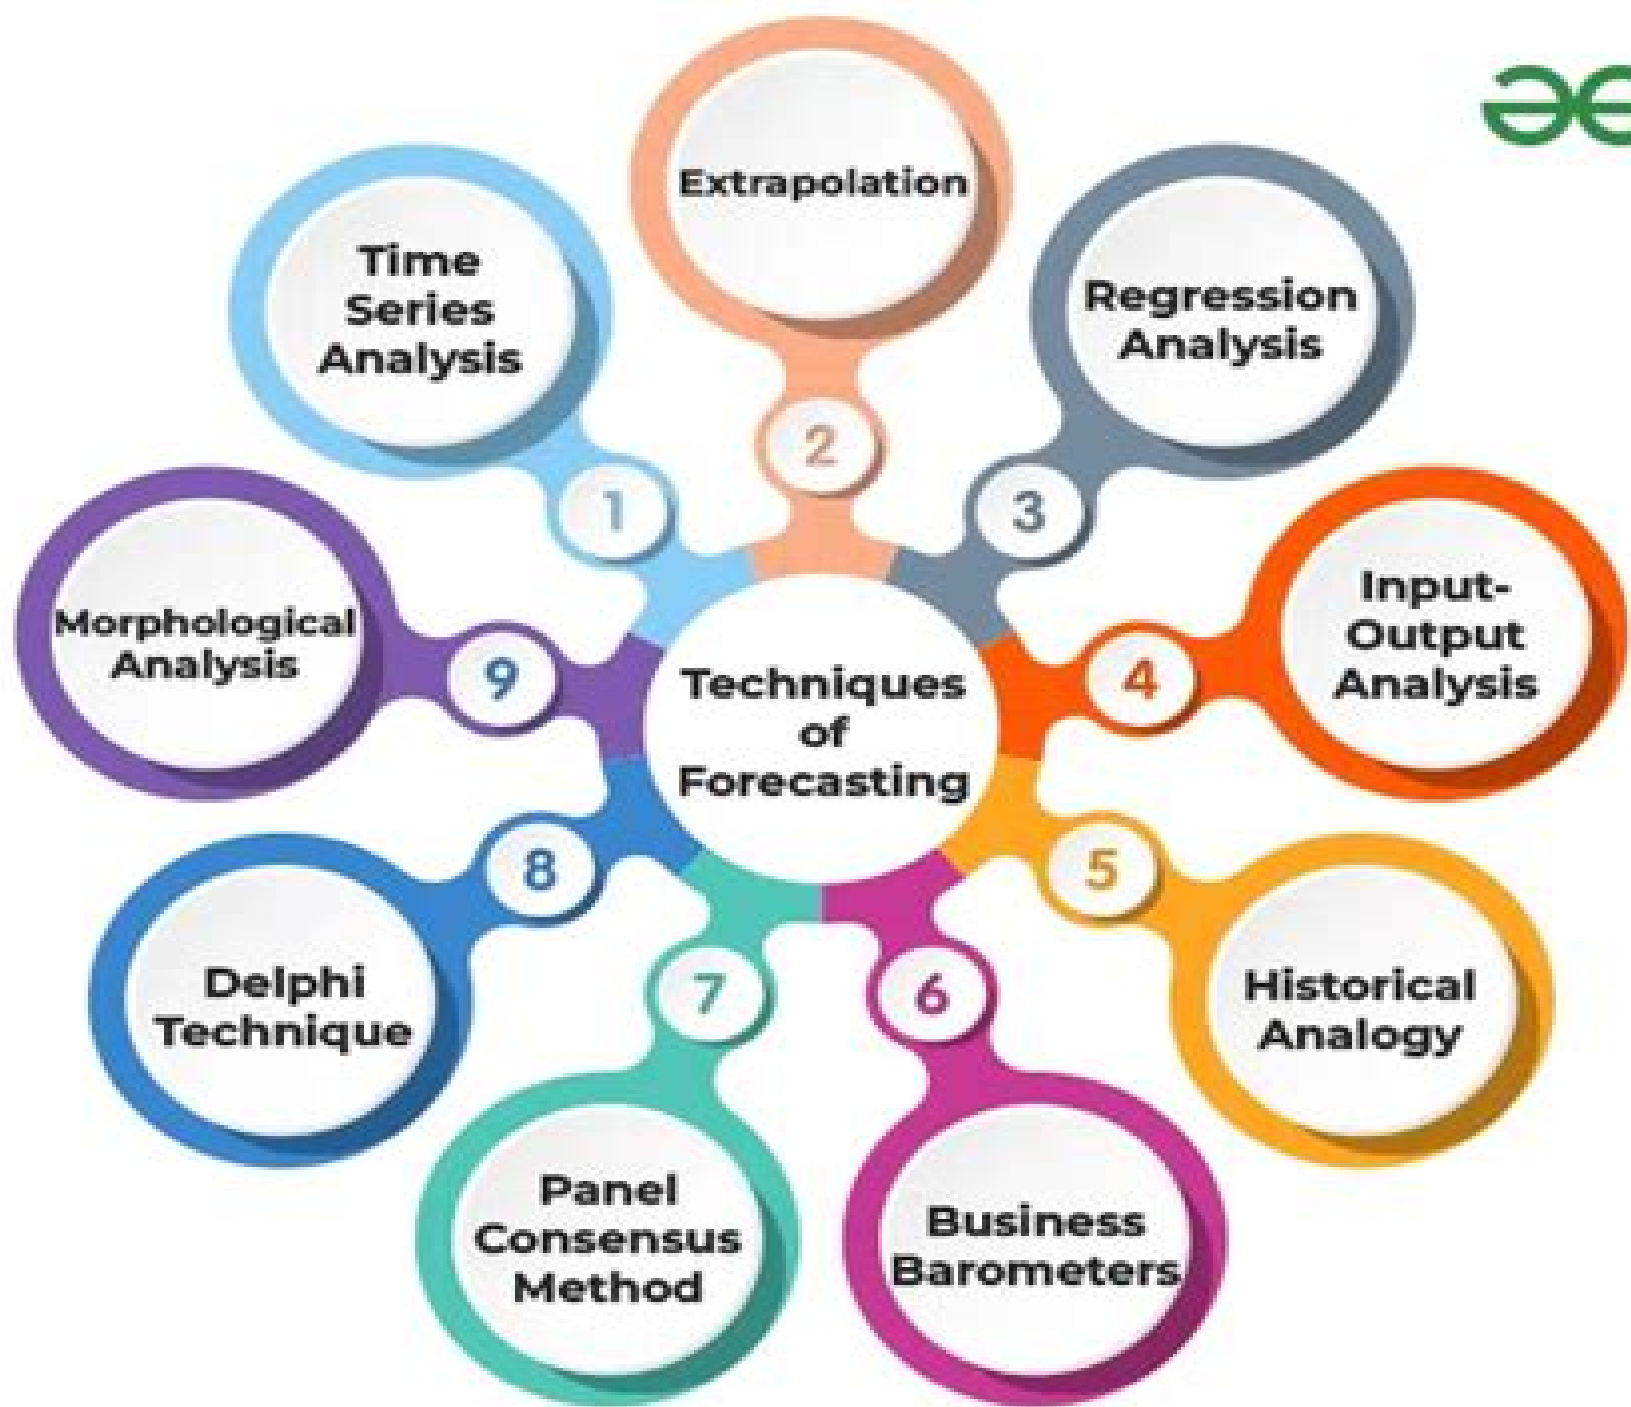 Techniques
of
Forecasting
1
Time
Series
Analysis
2
Extrapolation
3
Regression
Analysis
4
Input-
Output
Analysis
5
Historical
Analogy
6
Business
Barometers
7
Panel
Consensus
Method
8
Delphi
Technique
9
Morphological
Analysis